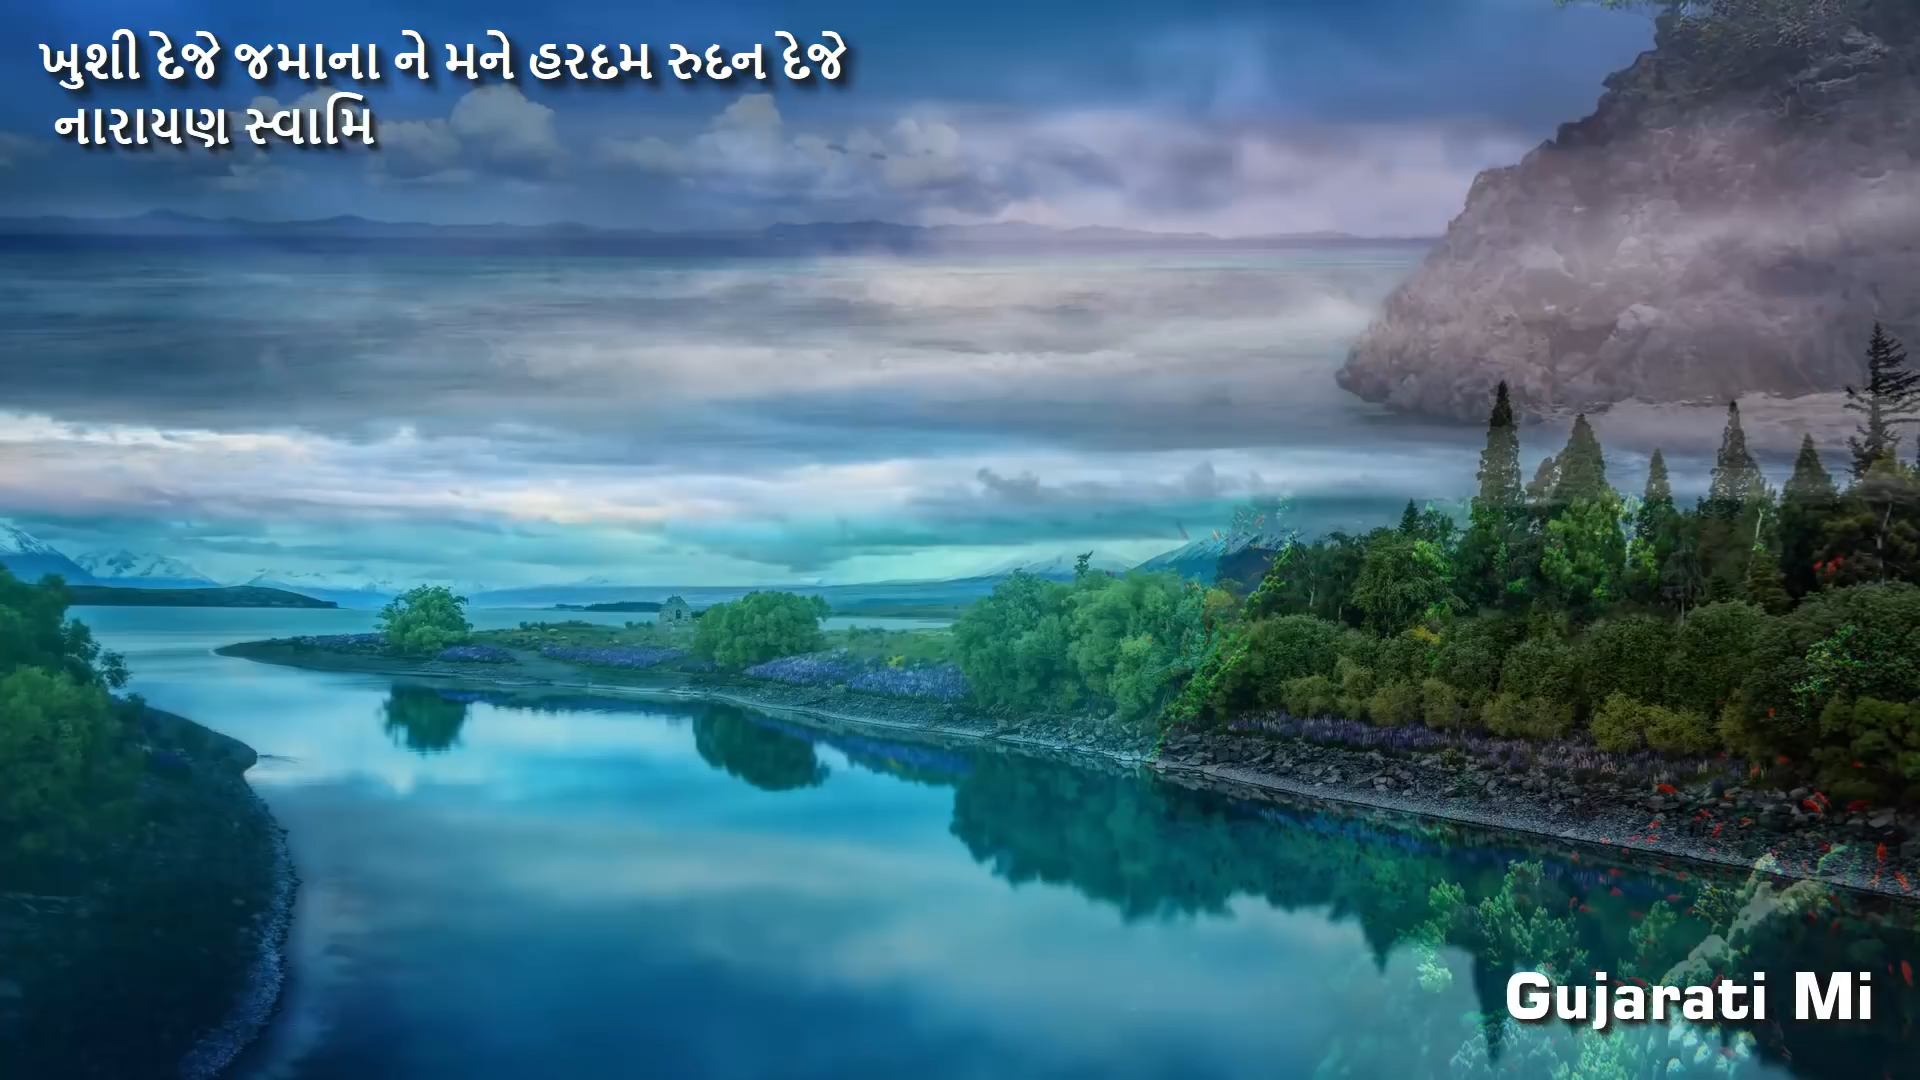 ખુશી દેજે જમાના ને મને હરદમ રુદન દેજે
નારાયણ સ્વામિ
Gujarati Mi